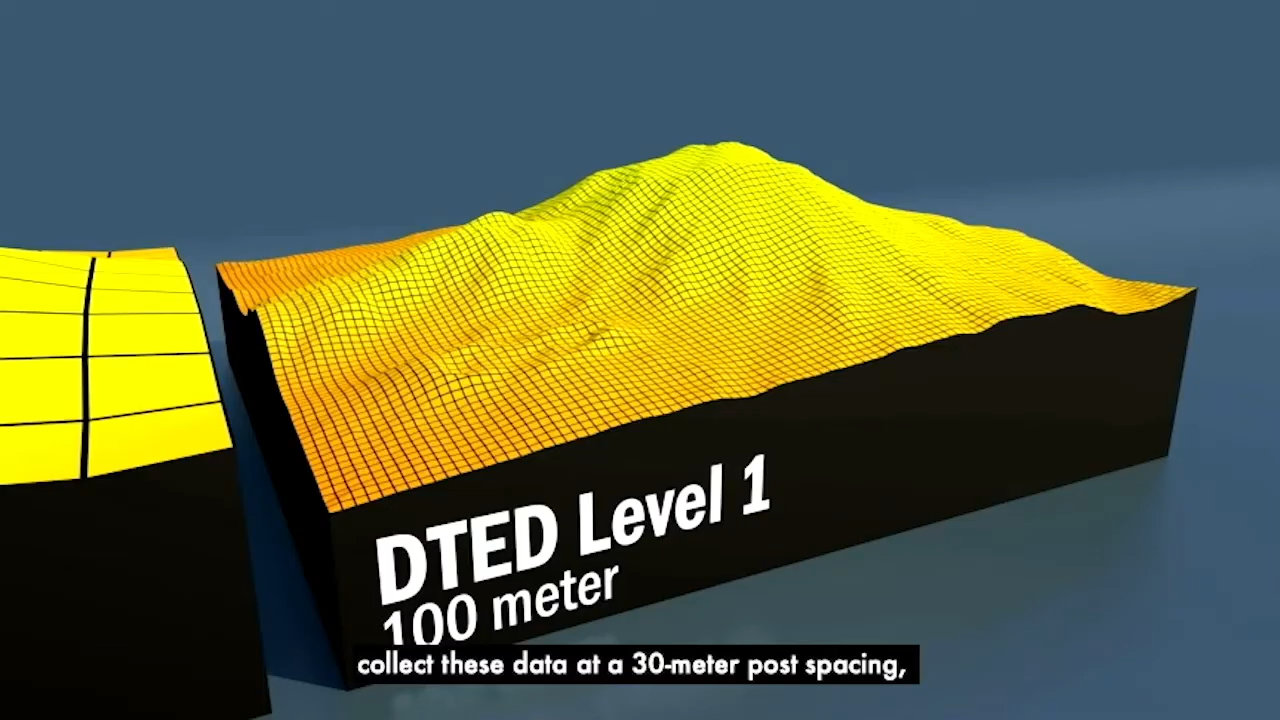 DTED Level 1
100 meter
collect these data at a 30-meter post spacing,